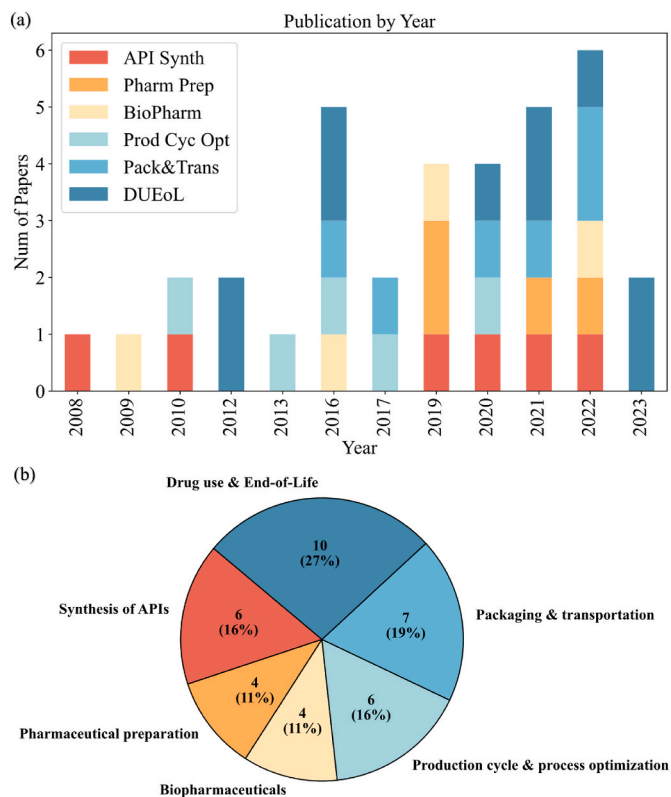 (a)
Publication by Year
Num of Papers
6
5
4
3
2
1
0
API Synth
Pharm Prep
BioPharm
Prod Cyc Opt
Pack&Trans
DUEoL
2008
2009
2010
2012
2013
2016
2017
2019
2020
2021
2022
2023
Year
(b)
Drug use & End-of-Life
10
(27%)
Synthesis of APIs
6
(16%)
7
(19%)
Packaging & transportation
4
(11%)
4
(11%)
6
(16%)
Pharmaceutical preparation
Biopharmaceuticals
Production cycle & process optimization